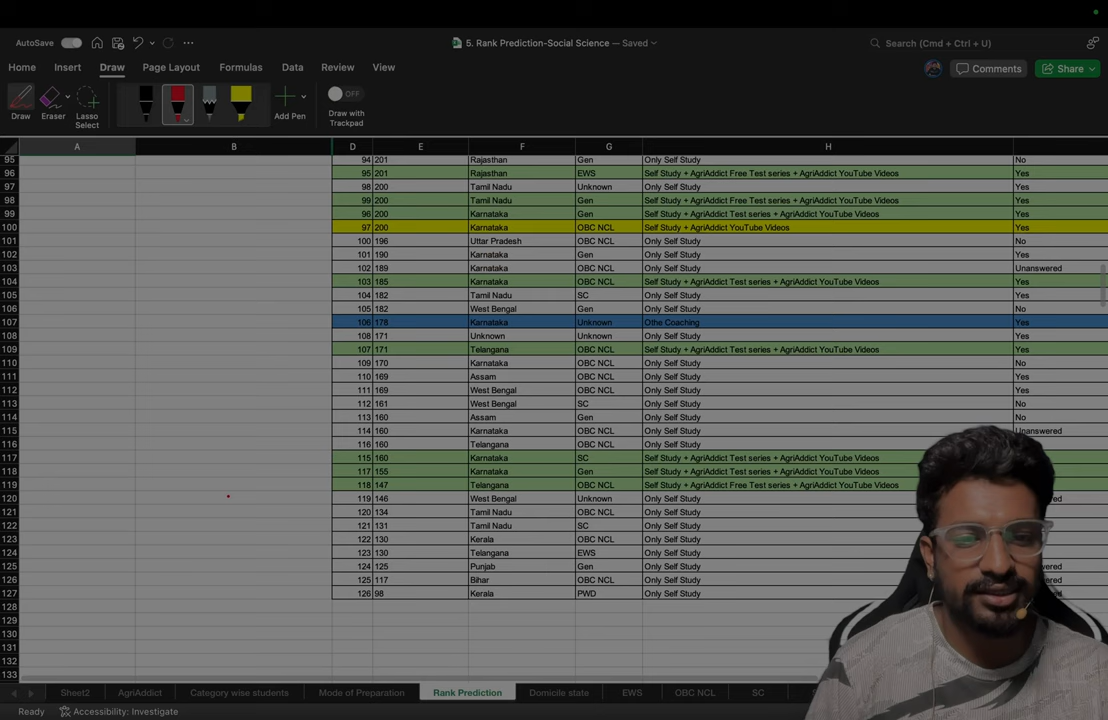 AutoSave
5. Rank Prediction-Social Science — Saved
Search (Cmd + Ctrl + U)
Home Insert Draw Page Layout Formulas Data Review View
Comments Share
OFF
Draw Eraser Lasso Select Add Pen Draw with Trackpad
A B D E F G H
95 94 201 Rajasthan Gen Only Self Study No
96 95 201 Rajasthan EWS Self Study + AgriAddict Free Test series + AgriAddict YouTube Videos Yes
97 98 200 Tamil Nadu Unknown Only Self Study Yes
98 99 200 Tamil Nadu Gen Self Study + AgriAddict Free Test series + AgriAddict YouTube Videos Yes
99 96 200 Karnataka Gen Self Study + AgriAddict Test series + AgriAddict YouTube Videos Yes
100 97 200 Karnataka OBC NCL Self Study + AgriAddict YouTube Videos Yes
101 100 196 Uttar Pradesh OBC NCL Only Self Study No
102 101 190 Karnataka Gen Only Self Study Yes
103 102 189 Karnataka OBC NCL Only Self Study Unanswered
104 103 185 Karnataka OBC NCL Self Study + AgriAddict Test series + AgriAddict YouTube Videos Yes
105 104 182 Tamil Nadu SC Only Self Study Yes
106 105 182 West Bengal Gen Only Self Study No
107 106 178 Karnataka Unknown Othe Coaching Yes
108 108 171 Unknown Unknown Only Self Study Yes
109 107 171 Telangana OBC NCL Self Study + AgriAddict Test series + AgriAddict YouTube Videos Yes
110 109 170 Karnataka OBC NCL Only Self Study No
111 110 169 Assam OBC NCL Only Self Study Yes
112 111 169 West Bengal OBC NCL Only Self Study Yes
113 112 161 West Bengal Gen Only Self Study No
114 113 160 Assam Gen Only Self Study No
115 114 160 Karnataka OBC NCL Only Self Study Unanswered
116 116 160 Telangana OBC NCL Only Self Study
117 115 160 Karnataka SC Self Study + AgriAddict Test series + AgriAddict YouTube Videos
118 117 155 Karnataka Gen Self Study + AgriAddict Test series + AgriAddict YouTube Videos
119 118 147 Telangana OBC NCL Self Study + AgriAddict Free Test series + AgriAddict YouTube Videos
120 119 146 West Bengal Unknown Only Self Study
121 120 134 Tamil Nadu OBC NCL Only Self Study
122 121 131 Tamil Nadu SC Only Self Study
123 122 130 Kerala OBC NCL Only Self Study
124 123 130 Telangana EWS Only Self Study
125 124 125 Punjab Gen Only Self Study
126 125 117 Bihar OBC NCL Only Self Study
127 126 98 Kerala PWD Only Self Study
128
129
130
131
132
133
Sheet2 AgriAddict Category wise students Mode of Preparation Rank Prediction Domicile state EWS OBC NCL SC
Ready Accessibility: Investigate